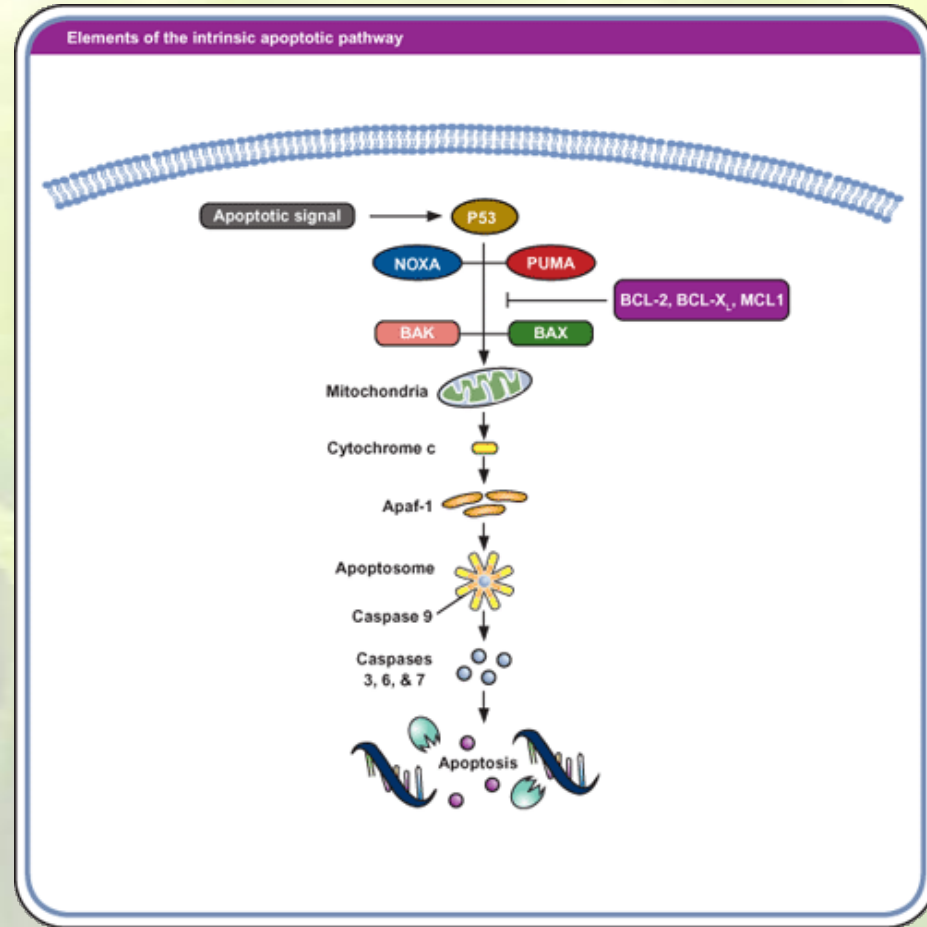 Elements of the intrinsic apoptotic pathway
Apoptotic signal
P53
NOXA
PUMA
BCL-2, BCL-XL, MCL1
BAK
BAX
Mitochondria
Cytochrome c
Apaf-1
Apoptosome
Caspase 9
Caspases
3, 6, & 7
Apoptosis